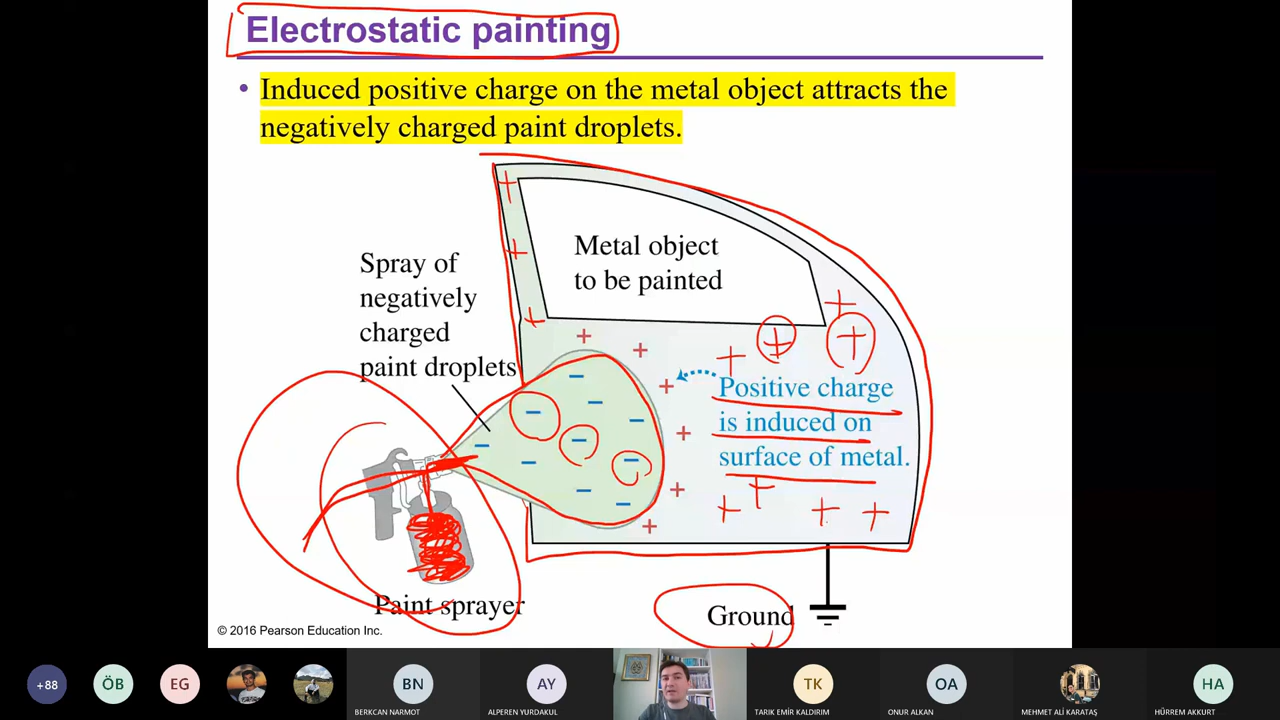 Electrostatic painting
• Induced positive charge on the metal object attracts the
negatively charged paint droplets.
Metal object
to be painted
Spray of
negatively
charged
paint droplets
Positive charge
is induced on
surface of metal.
Paint sprayer
Ground
© 2016 Pearson Education Inc.
+88
ÖB
EG
BN
BERKCAN NARMOT
AY
ALPEREN YURDAKUL
TK
TARIK EMİR KALDIRIM
OA
ONUR ALKAN
MEHMET ALİ KARATAŞ
HA
HÜRREM AKKURT